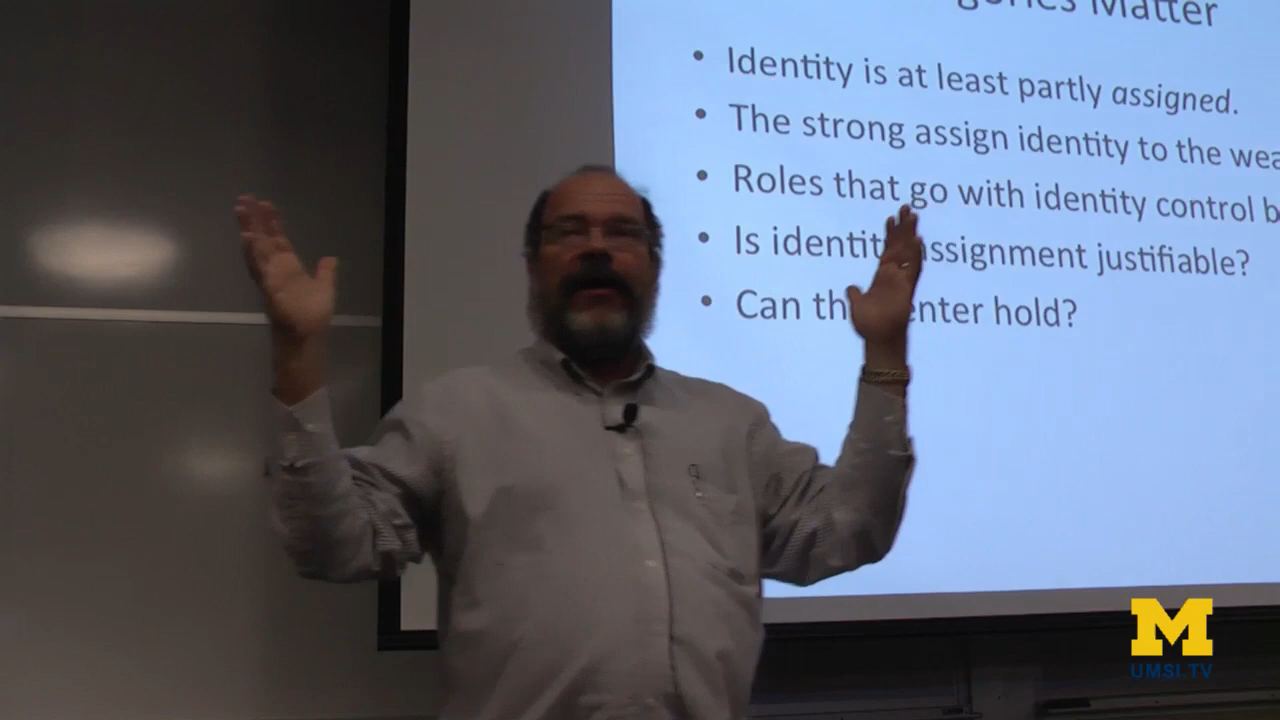 Matter
• Identity is at least partly assigned.
• The strong assign identity to the
• Roles that go with identity control
• Is assignment justifiable?
• Can hold?
M
UMSI.TV